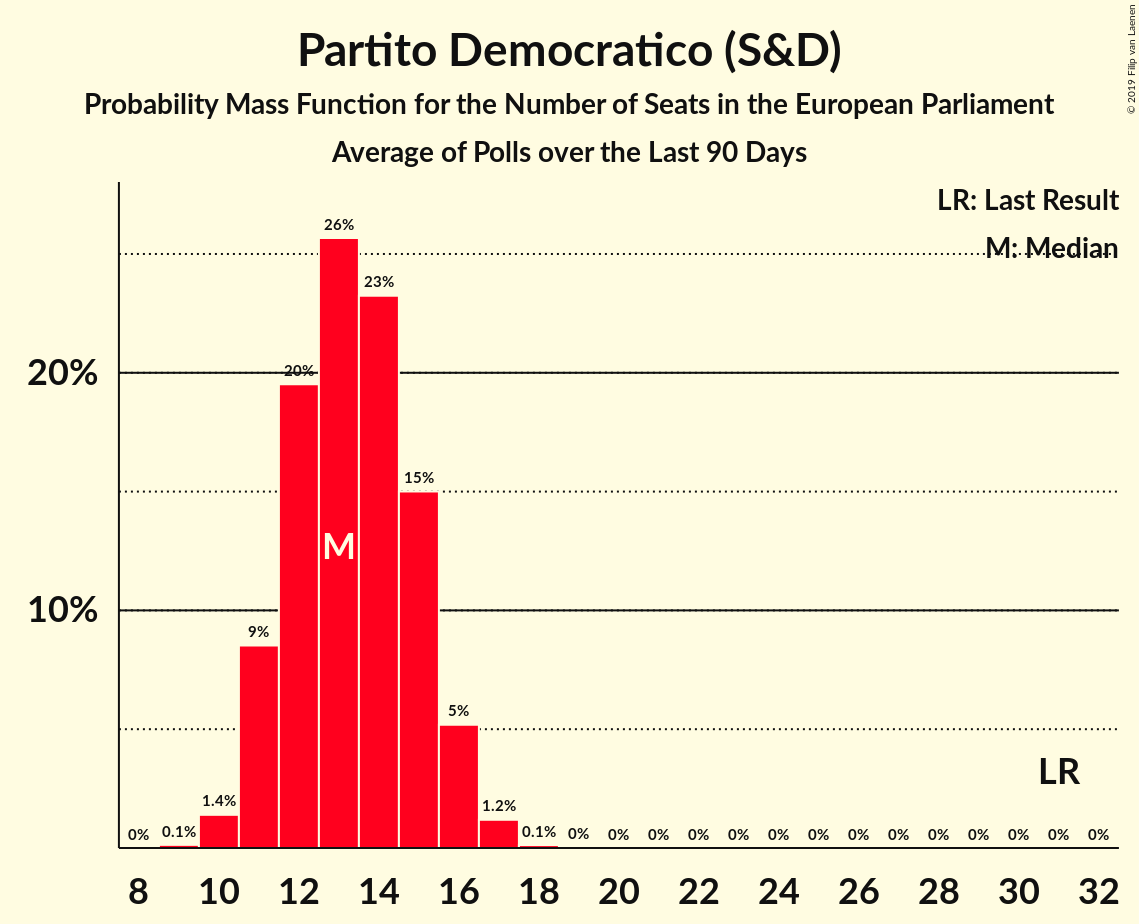 Partito Democratico (S&D)
Probability Mass Function for the Number of Seats in the European Parliament
Average of Polls over the Last 90 Days
© 2019 Filip van Laenen
LR: Last Result
M: Median
26%
23%
20%
20%
15%
M
10%
9%
5%
LR
1.4%
1.2%
0% 0.1% 0.1% 0% 0% 0% 0% 0% 0% 0% 0% 0% 0% 0% 0% 0% 0%
8 10 12 14 16 18 20 22 24 26 28 30 32